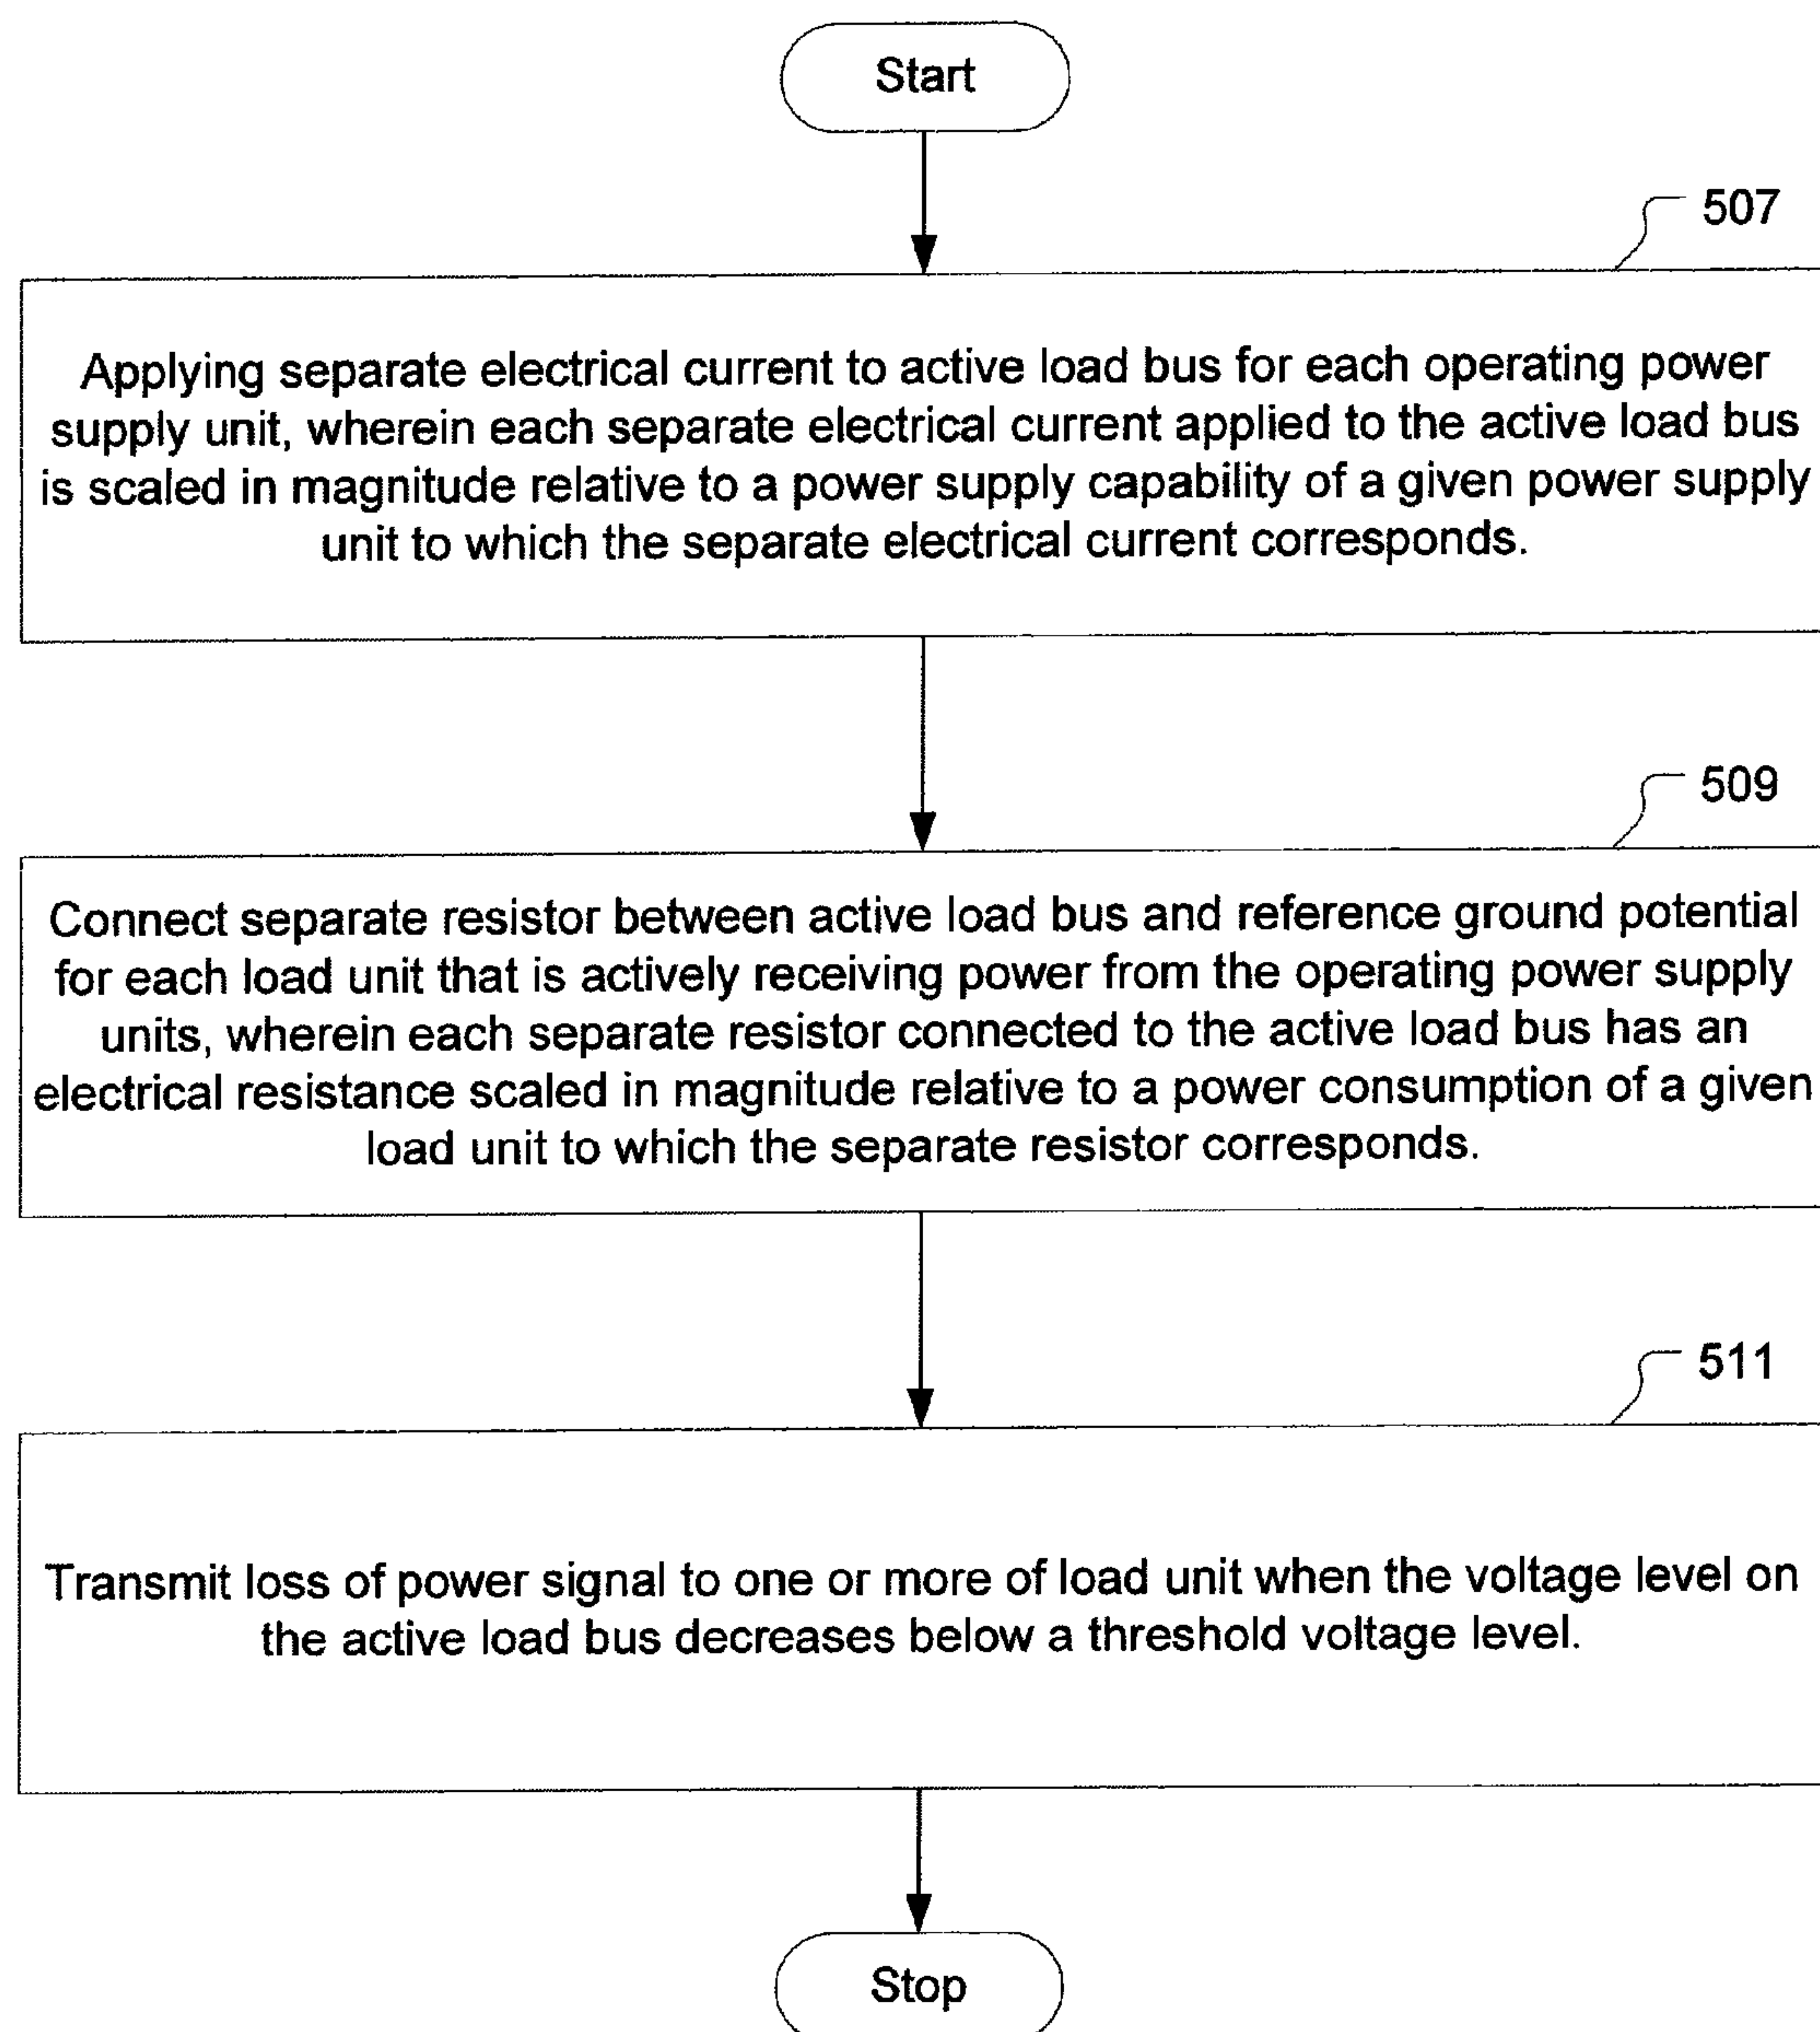 Start
507
Applying separate electrical current to active load bus for each operating power
supply unit, wherein each separate electrical current applied to the active load bus
is scaled in magnitude relative to a power supply capability of a given power supply
unit to which the separate electrical current corresponds.
509
Connect separate resistor between active load bus and reference ground potential
for each load unit that is actively receiving power from the operating power supply
units, wherein each separate resistor connected to the active load bus has an
electrical resistance scaled in magnitude relative to a power consumption of a given
load unit to which the separate resistor corresponds.
511
Transmit loss of power signal to one or more of load unit when the voltage level on
the active load bus decreases below a threshold voltage level.
Stop